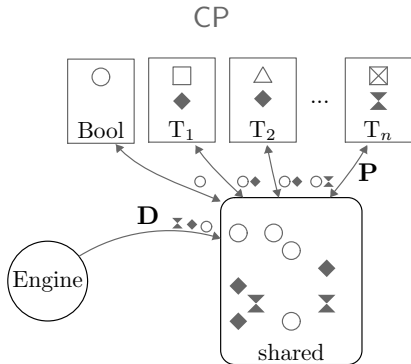 CP
Bool T₁ T₂ ... Tₙ
P
D
Engine
shared